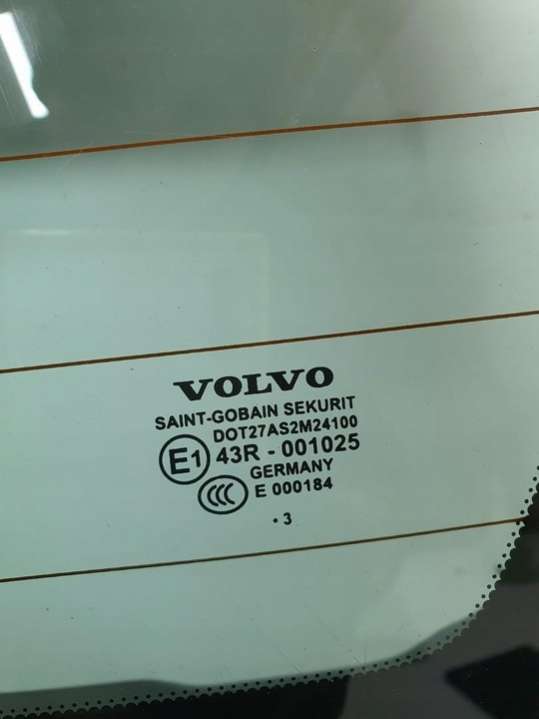 VOLVO
SAINT-GOBAIN SEKURIT
DOT27AS2M24100
E1 43R - 001025
GERMANY
CCC E 000184
• 3